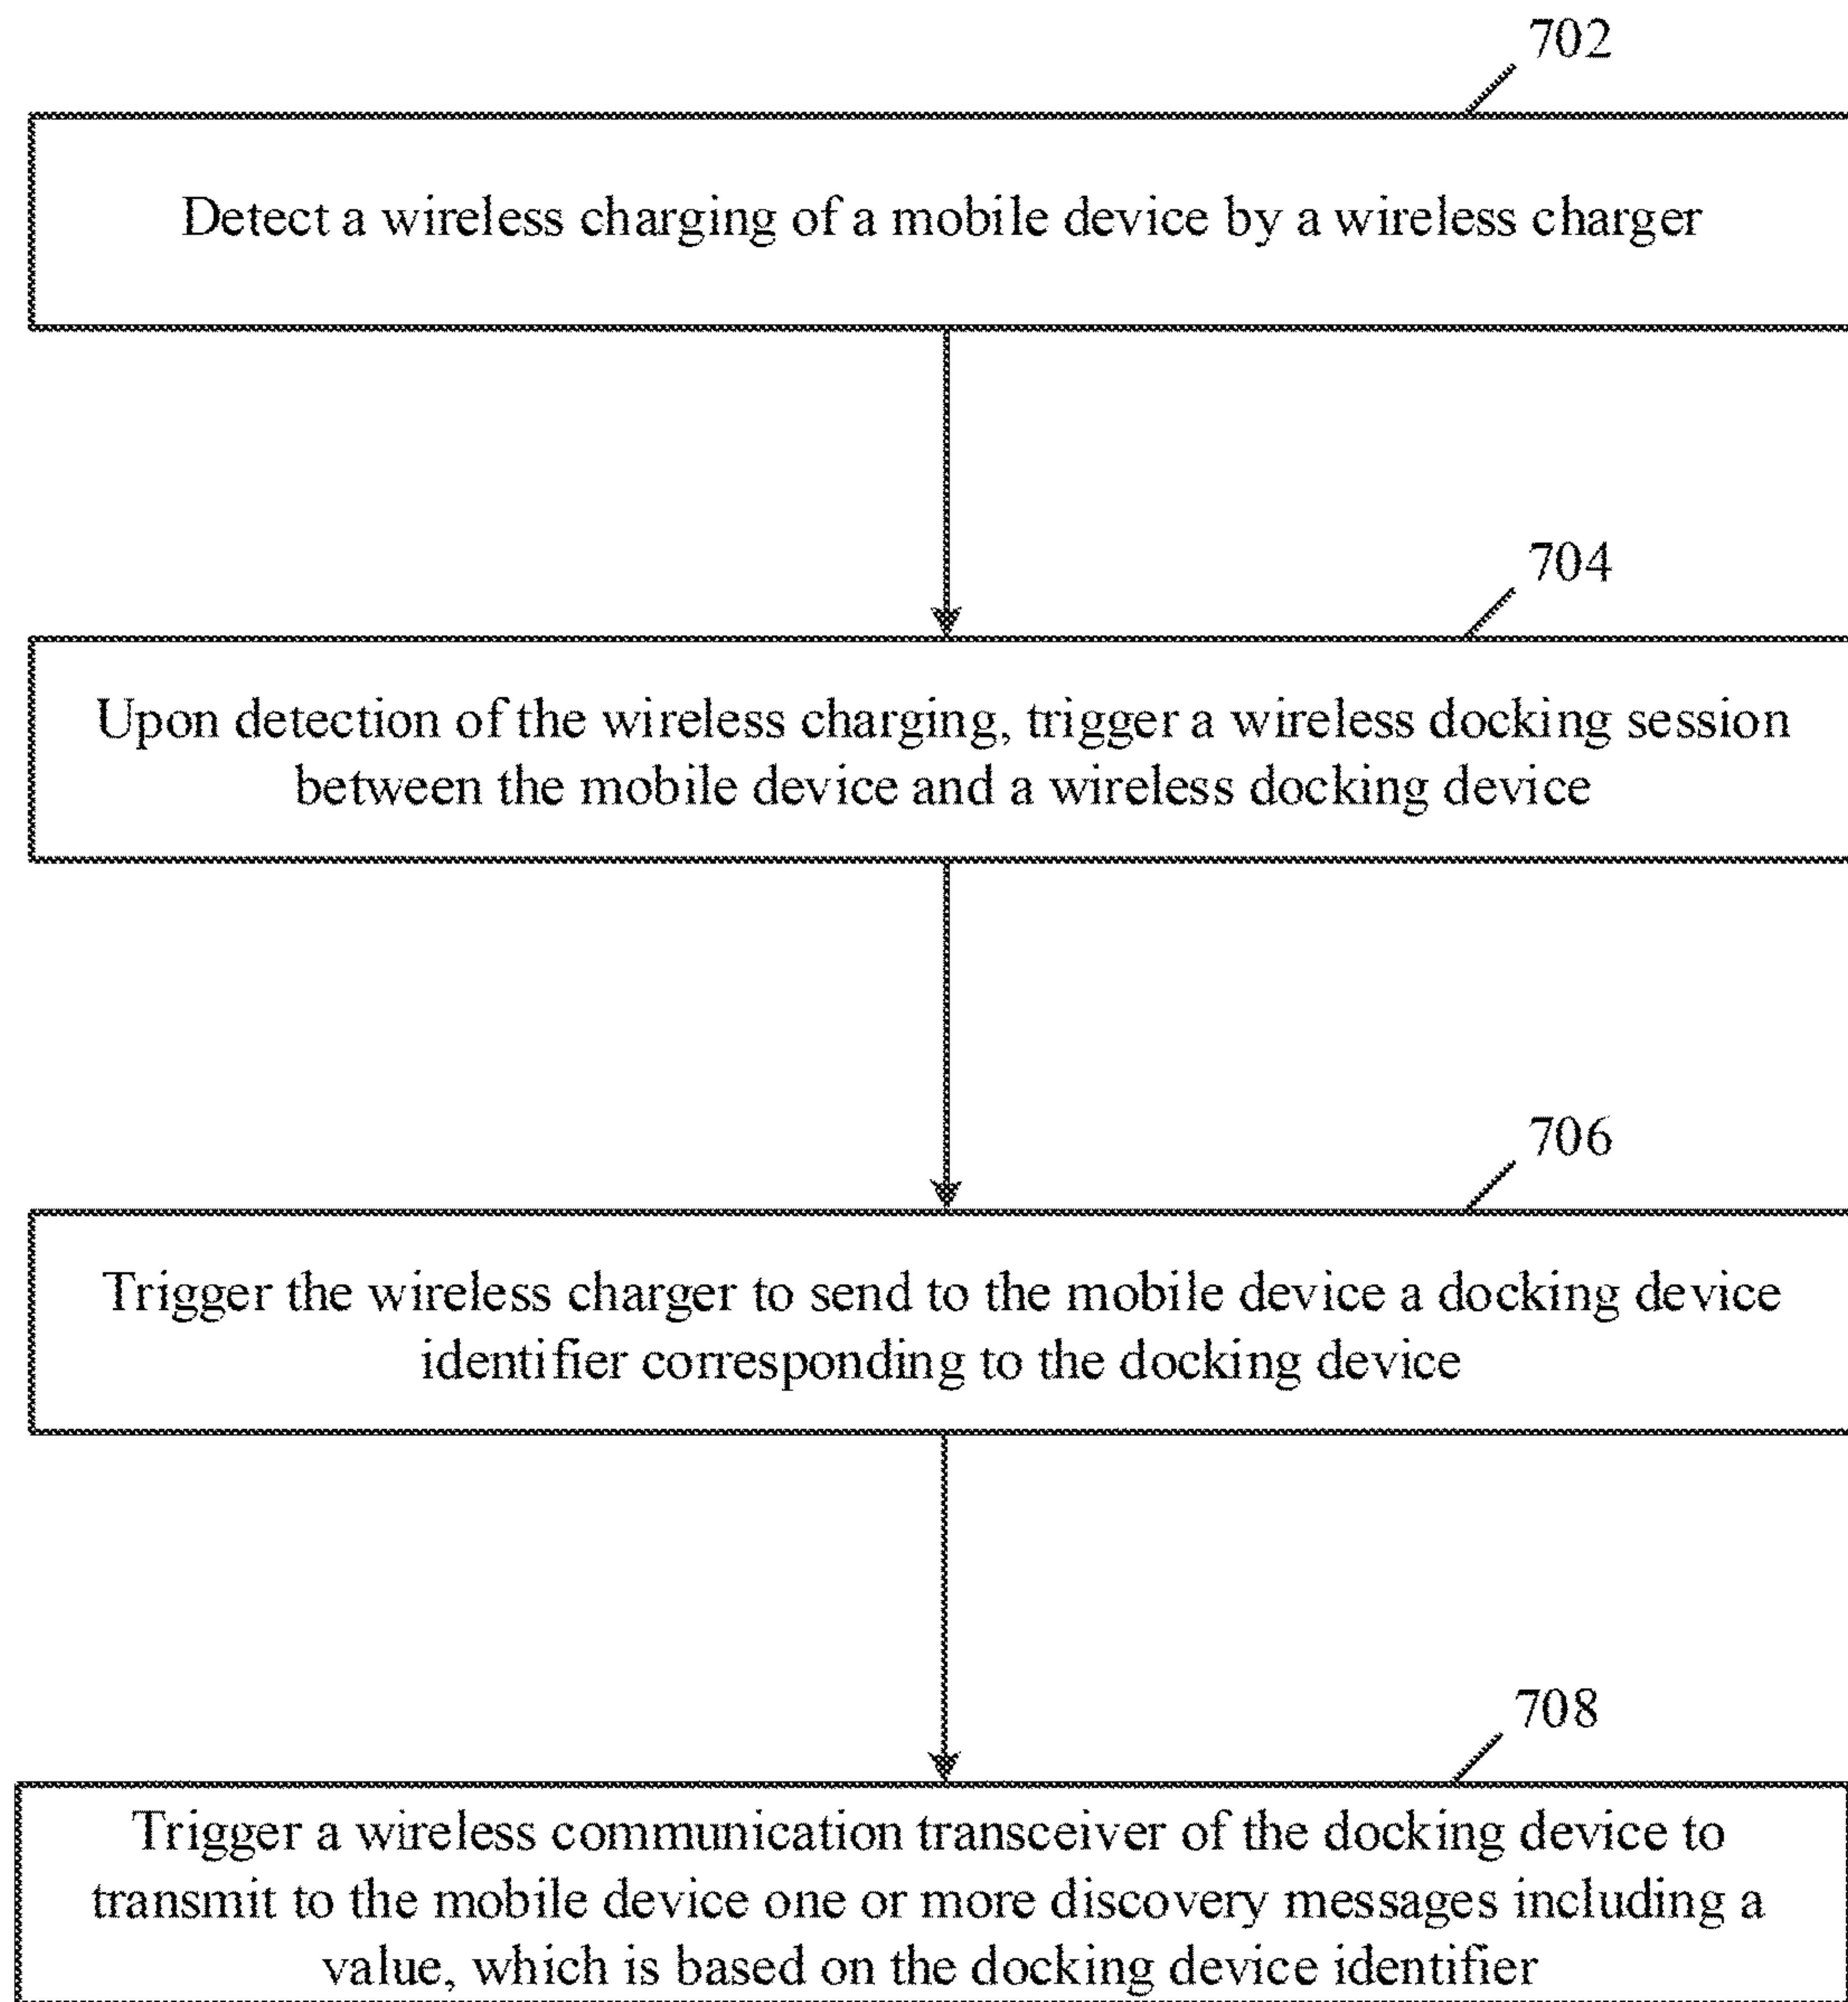 702
Detect a wireless charging of a mobile device by a wireless charger
704
Upon detection of the wireless charging, trigger a wireless docking session
between the mobile device and a wireless docking device
706
Trigger the wireless charger to send to the mobile device a docking device
identifier corresponding to the docking device
708
Trigger a wireless communication transceiver of the docking device to
transmit to the mobile device one or more discovery messages including a
value, which is based on the docking device identifier